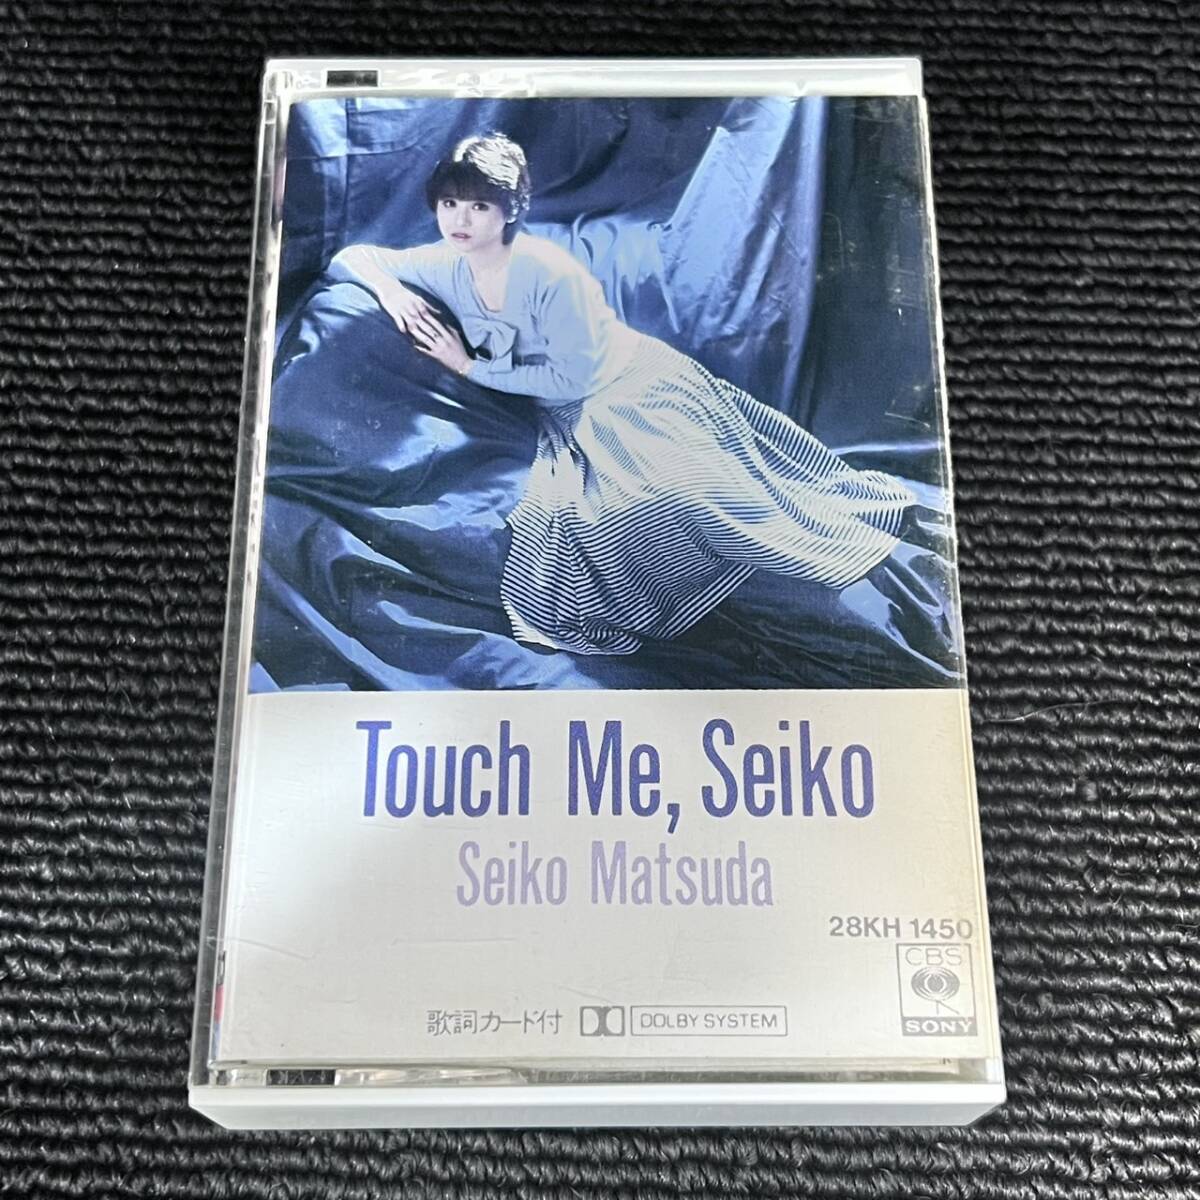 Touch Me, Seiko
Seiko Matsuda
28KH 1450
CBS
SONY
歌詞カード付 DOLBY SYSTEM